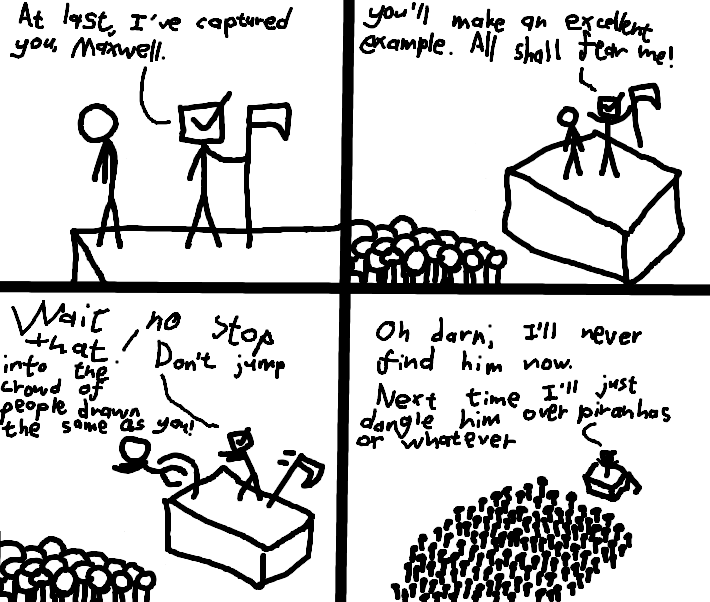 At last, I've captured
you, Maxwell.
you'll make an excellent
example. All shall fear me!
Wait no stop
that! Don't jump
into the
crowd of
people drawn
the same as you!
Oh darn, I'll never
find him now.
Next time I'll just
dangle him over piranhas
or whatever